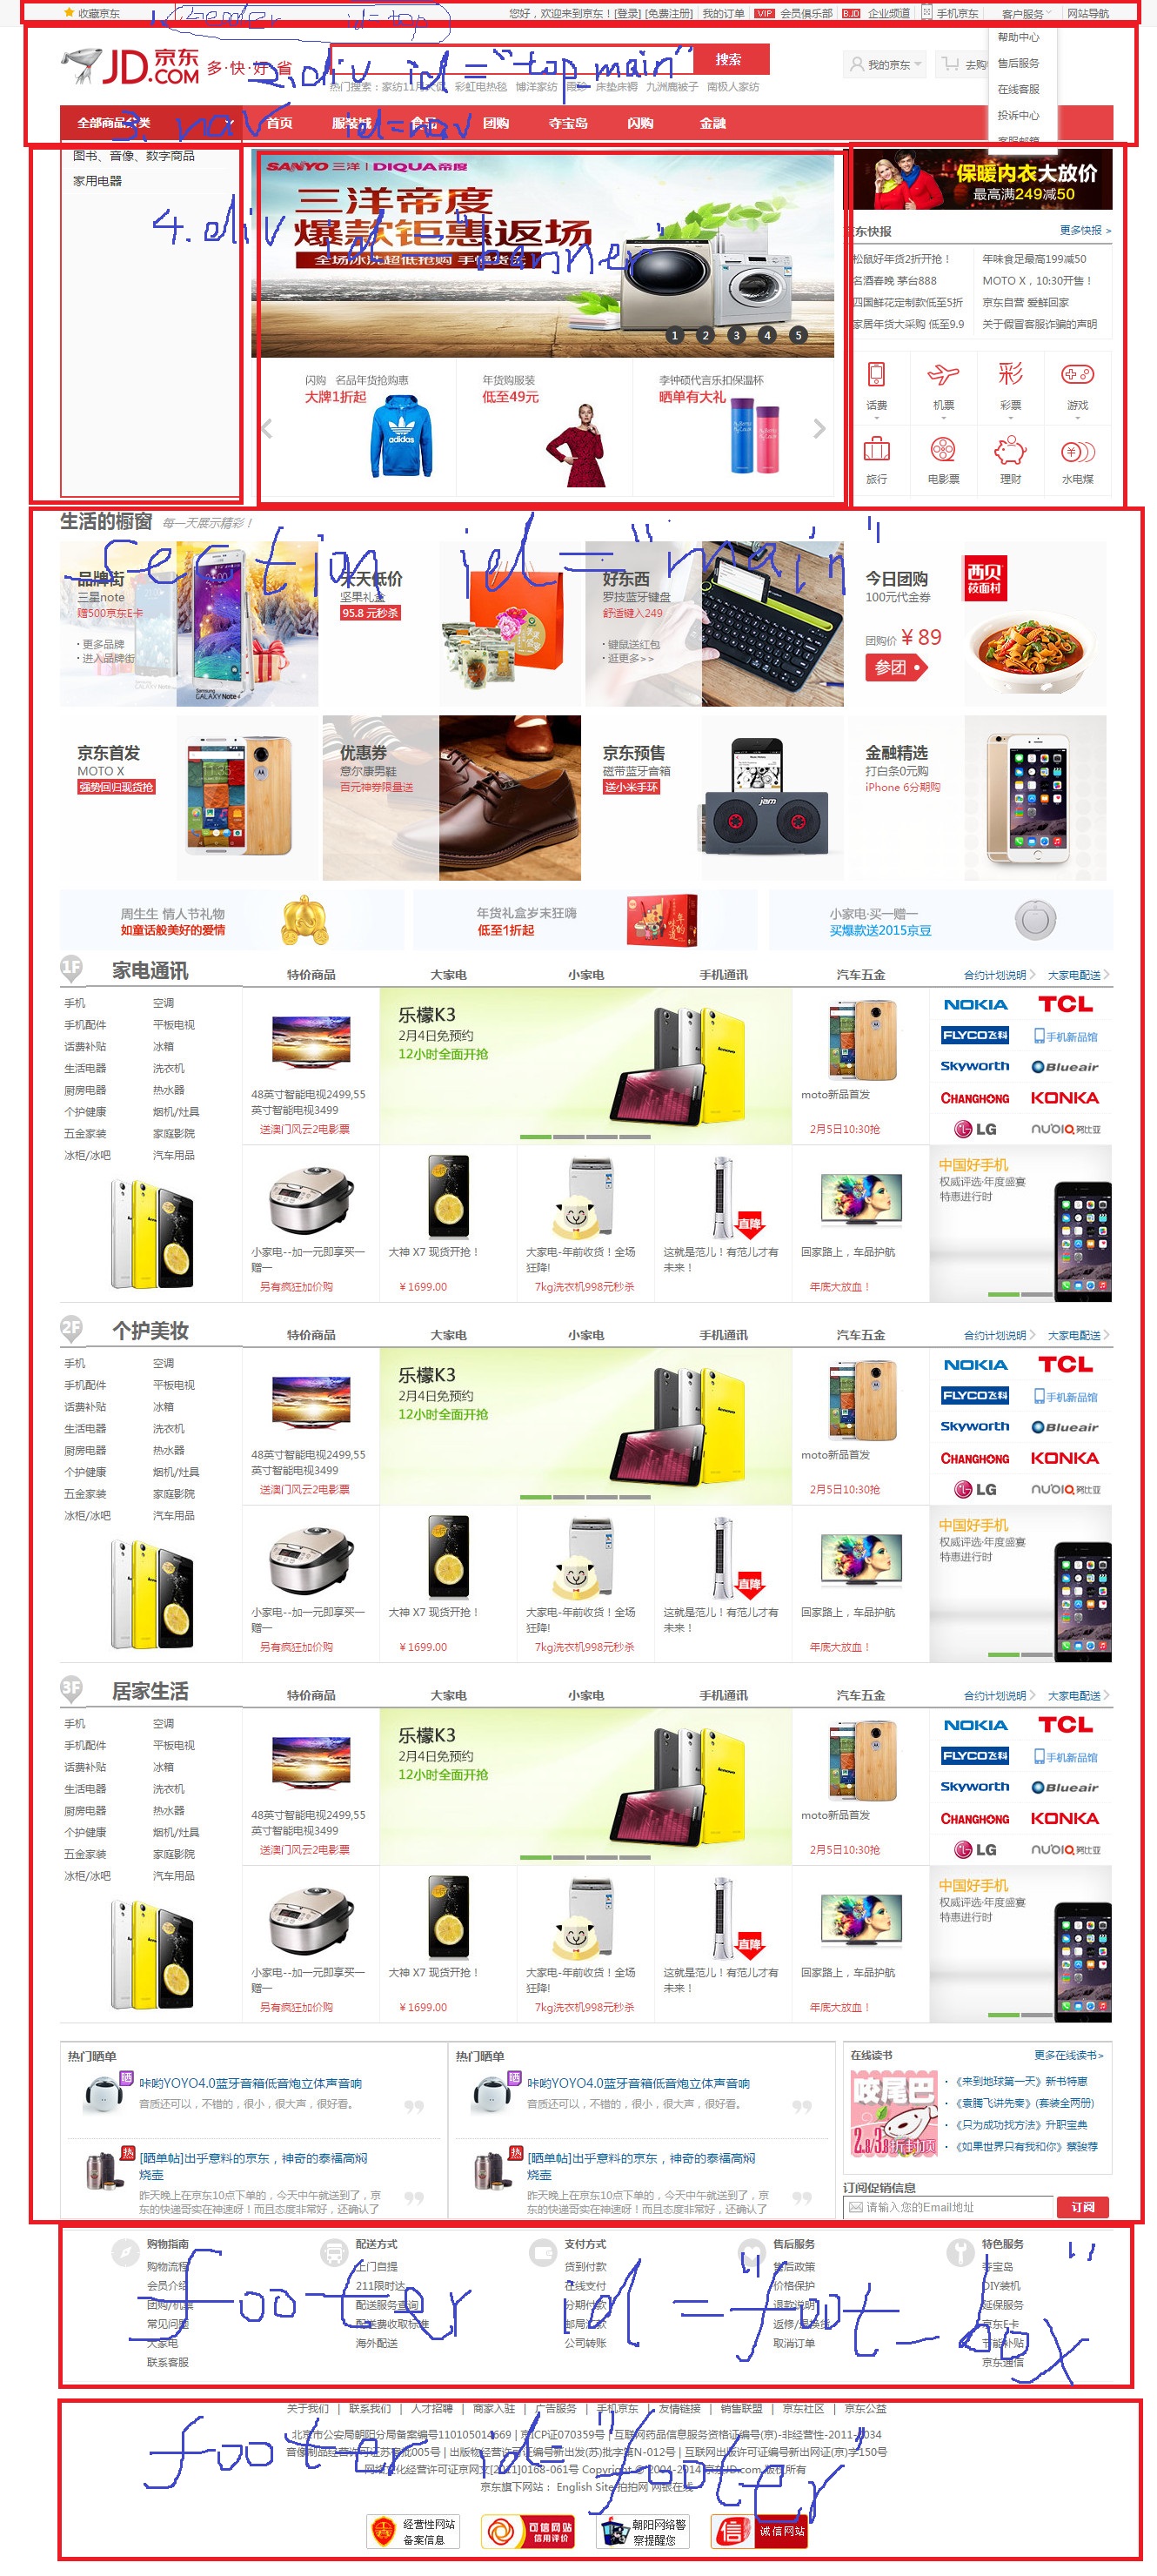 收藏京东
1. header id=top
您好，欢迎来到京东！[登录] [免费注册] 我的订单 VIP 会员俱乐部 BJD 企业频道 手机京东 客户服务 网站导航
帮助中心
售后服务
在线客服
投诉中心
客服邮箱
JD.COM 京东 多·快·好·省
搜索
我的京东
2.div id="top main"
彩虹电热毯 博洋家纺 霞珍 床垫床褥 九洲鹿被子 南极人家纺
全部商品分类 首页 服装城 食品 团购 夺宝岛 闪购 金融
3. nav id=nav
图书、音像、数字商品
家用电器
4.div id="banner"
SANYO 三洋 | DIQUA帝度
三洋帝度
爆款钜惠返场
1 2 3 4 5
闪购 名品年货抢购惠
大牌1折起
adidas
年货购服装
低至49元
李钟硕代言乐扣保温杯
晒单有大礼
保暖内衣大放价
最高满249减50
京东快报 更多快报 >
松鼠好年货2折开抢！ 年味食足最高199减50
名酒春晚 茅台888 MOTO X，10:30开售！
四国鲜花定制款低至5折 京东自营 爱鲜回家
家居年货大采购 低至9.9 关于假冒客服诈骗的声明
话费 机票 彩票 游戏
旅行 电影票 理财 水电煤
生活的橱窗 每一天展示精彩！
section id="main"
品牌街
三星note
赠500京东E卡
· 更多品牌
· 进入品牌街
天天低价
坚果礼盒
95.8 元秒杀
好东西
罗技蓝牙键盘
舒适键入249
· 键鼠送红包
· 逛更多>>
今日团购
100元代金券
团购价 ¥89
参团
西贝莜面村
京东首发
MOTO X
强势回归现货抢
优惠券
意尔康男鞋
百元神券限量送
京东预售
磁带蓝牙音箱
送小米手环
jam
金融精选
打白条0元购
iPhone 6分期购
周生生 情人节礼物
如童话般美好的爱情
年货礼盒岁末狂嗨
低至1折起
小家电·买一赠一
买爆款送2015京豆
1F 家电通讯 特价商品 大家电 小家电 手机通讯 汽车五金 合约计划说明 大家电配送
手机 空调
手机配件 平板电视
话费补贴 冰箱
生活电器 洗衣机
厨房电器 热水器
个护健康 烟机/灶具
五金家装 家庭影院
冰柜/冰吧 汽车用品
48英寸智能电视2499,55
英寸智能电视3499
送澳门风云2电影票
乐檬K3
2月4日免预约
12小时全面开抢
moto新品首发
2月5日10:30抢
NOKIA TCL
FLYCO飞科 手机新品馆
Skyworth Blueair
CHANGHONG KONKA
LG nubia努比亚
小家电--加一元即享买一
赠一
另有疯狂加价购
大神 X7 现货开抢！
¥1699.00
大家电-年前收货！全场
狂降!
7kg洗衣机998元秒杀
直降
这就是范儿！有范儿才有
未来！
回家路上，车品护航
年底大放血！
中国好手机
权威评选·年度盛宴
特惠进行时
2F 个护美妆 特价商品 大家电 小家电 手机通讯 汽车五金 合约计划说明 大家电配送
手机 空调
手机配件 平板电视
话费补贴 冰箱
生活电器 洗衣机
厨房电器 热水器
个护健康 烟机/灶具
五金家装 家庭影院
冰柜/冰吧 汽车用品
48英寸智能电视2499,55
英寸智能电视3499
送澳门风云2电影票
乐檬K3
2月4日免预约
12小时全面开抢
moto新品首发
2月5日10:30抢
NOKIA TCL
FLYCO飞科 手机新品馆
Skyworth Blueair
CHANGHONG KONKA
LG nubia努比亚
小家电--加一元即享买一
赠一
另有疯狂加价购
大神 X7 现货开抢！
¥1699.00
大家电-年前收货！全场
狂降!
7kg洗衣机998元秒杀
直降
这就是范儿！有范儿才有
未来！
回家路上，车品护航
年底大放血！
中国好手机
权威评选·年度盛宴
特惠进行时
3F 居家生活 特价商品 大家电 小家电 手机通讯 汽车五金 合约计划说明 大家电配送
手机 空调
手机配件 平板电视
话费补贴 冰箱
生活电器 洗衣机
厨房电器 热水器
个护健康 烟机/灶具
五金家装 家庭影院
冰柜/冰吧 汽车用品
48英寸智能电视2499,55
英寸智能电视3499
送澳门风云2电影票
乐檬K3
2月4日免预约
12小时全面开抢
moto新品首发
2月5日10:30抢
NOKIA TCL
FLYCO飞科 手机新品馆
Skyworth Blueair
CHANGHONG KONKA
LG nubia努比亚
小家电--加一元即享买一
赠一
另有疯狂加价购
大神 X7 现货开抢！
¥1699.00
大家电-年前收货！全场
狂降!
7kg洗衣机998元秒杀
直降
这就是范儿！有范儿才有
未来！
回家路上，车品护航
年底大放血！
中国好手机
权威评选·年度盛宴
特惠进行时
热门晒单
晒
咔哟YOYO4.0蓝牙音箱低音炮立体声音响
音质还可以，不错的，很小，很大声，很好看。
热
[晒单帖]出乎意料的京东，神奇的泰福高闷
烧壶
昨天晚上在京东10点下单的，今天中午就送到了，京
东的快递哥实在神速呀！而且态度非常好，还确认了
热门晒单
晒
咔哟YOYO4.0蓝牙音箱低音炮立体声音响
音质还可以，不错的，很小，很大声，很好看。
热
[晒单帖]出乎意料的京东，神奇的泰福高闷
烧壶
昨天晚上在京东10点下单的，今天中午就送到了，京
东的快递哥实在神速呀！而且态度非常好，还确认了
在线读书 更多在线读书>
咬尾巴
· 《来到地球第一天》新书特惠
· 《袁腾飞讲先秦》(套装全两册)
· 《只为成功找方法》升职宝典
· 《如果世界只有我和你》蔡骏荐
订阅促销信息
请输入您的Email地址 订阅
购物指南
购物流程
会员介绍
团购/机票
常见问题
大家电
联系客服
配送方式
上门自提
211限时达
配送服务查询
配送费收取标准
海外配送
支付方式
货到付款
在线支付
分期付款
邮局汇款
公司转账
售后服务
售后政策
价格保护
退款说明
返修/退换货
取消订单
特色服务
夺宝岛
DIY装机
延保服务
京东E卡
节能补贴
京东通信
footer id="foot_box"
关于我们 | 联系我们 | 人才招聘 | 商家入驻 | 广告服务 | 手机京东 | 友情链接 | 销售联盟 | 京东社区 | 京东公益
北京市公安局朝阳分局备案编号110105014669 | 京ICP证070359号 | 互联网药品信息服务资格证编号(京)-非经营性-2011-0034
音像制品经营许可证苏宿批005号 | 出版物经营许可证编号新出发(苏)批字第N-012号 | 互联网出版许可证编号新出网证(京)字150号
网络文化经营许可证京网文[2011]0168-061号 Copyright © 2004-2014 京东JD.com 版权所有
京东旗下网站： English Site 拍拍网 网银在线
footer id="footer"
经营性网站
备案信息
可信网站
信用评价
朝阳网络警
察提醒您
诚信网站